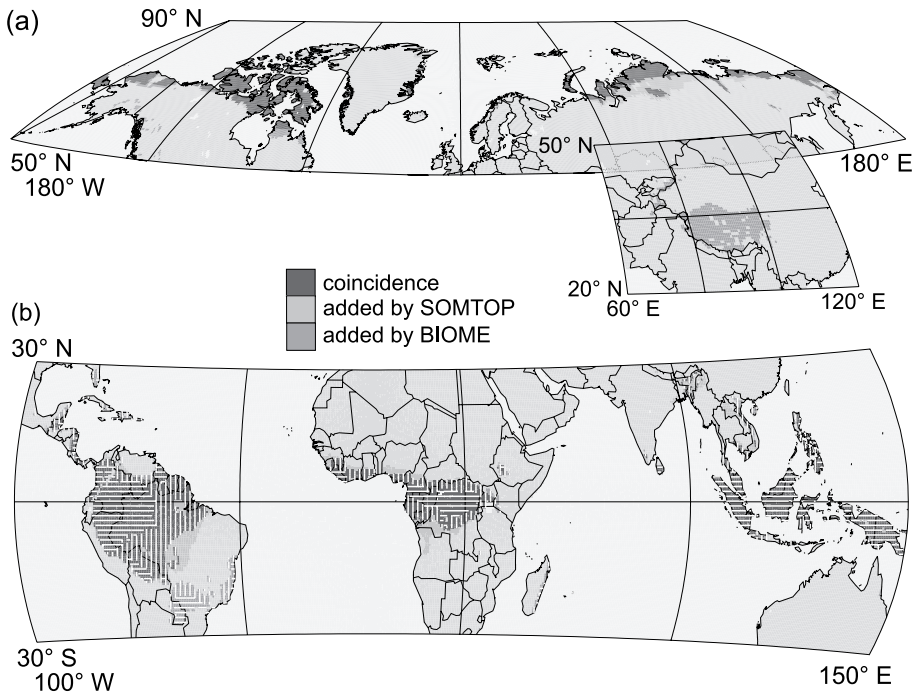 (a)
90° N
50° N
180° W
50° N
180° E
20° N
60° E
120° E
coincidence
added by SOMTOP
added by BIOME
(b)
30° N
30° S
100° W
150° E